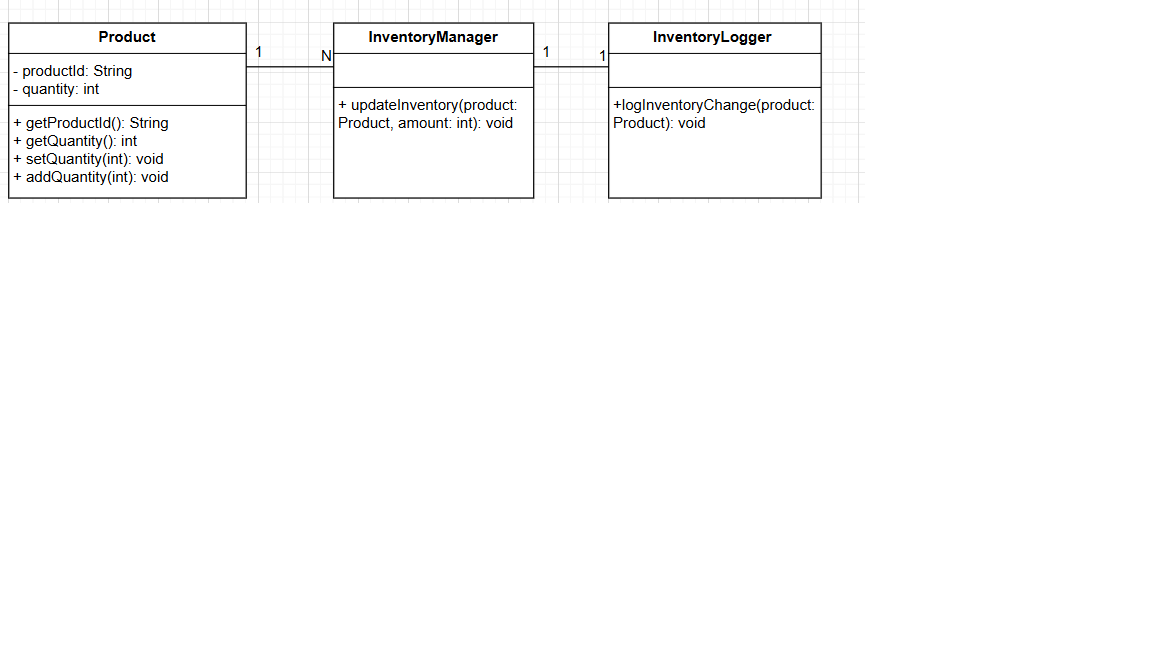 Product
- productId: String
- quantity: int
+ getProductId(): String
+ getQuantity(): int
+ setQuantity(int): void
+ addQuantity(int): void
1
N
InventoryManager
+ updateInventory(product:
Product, amount: int): void
1
1
InventoryLogger
+logInventoryChange(product:
Product): void